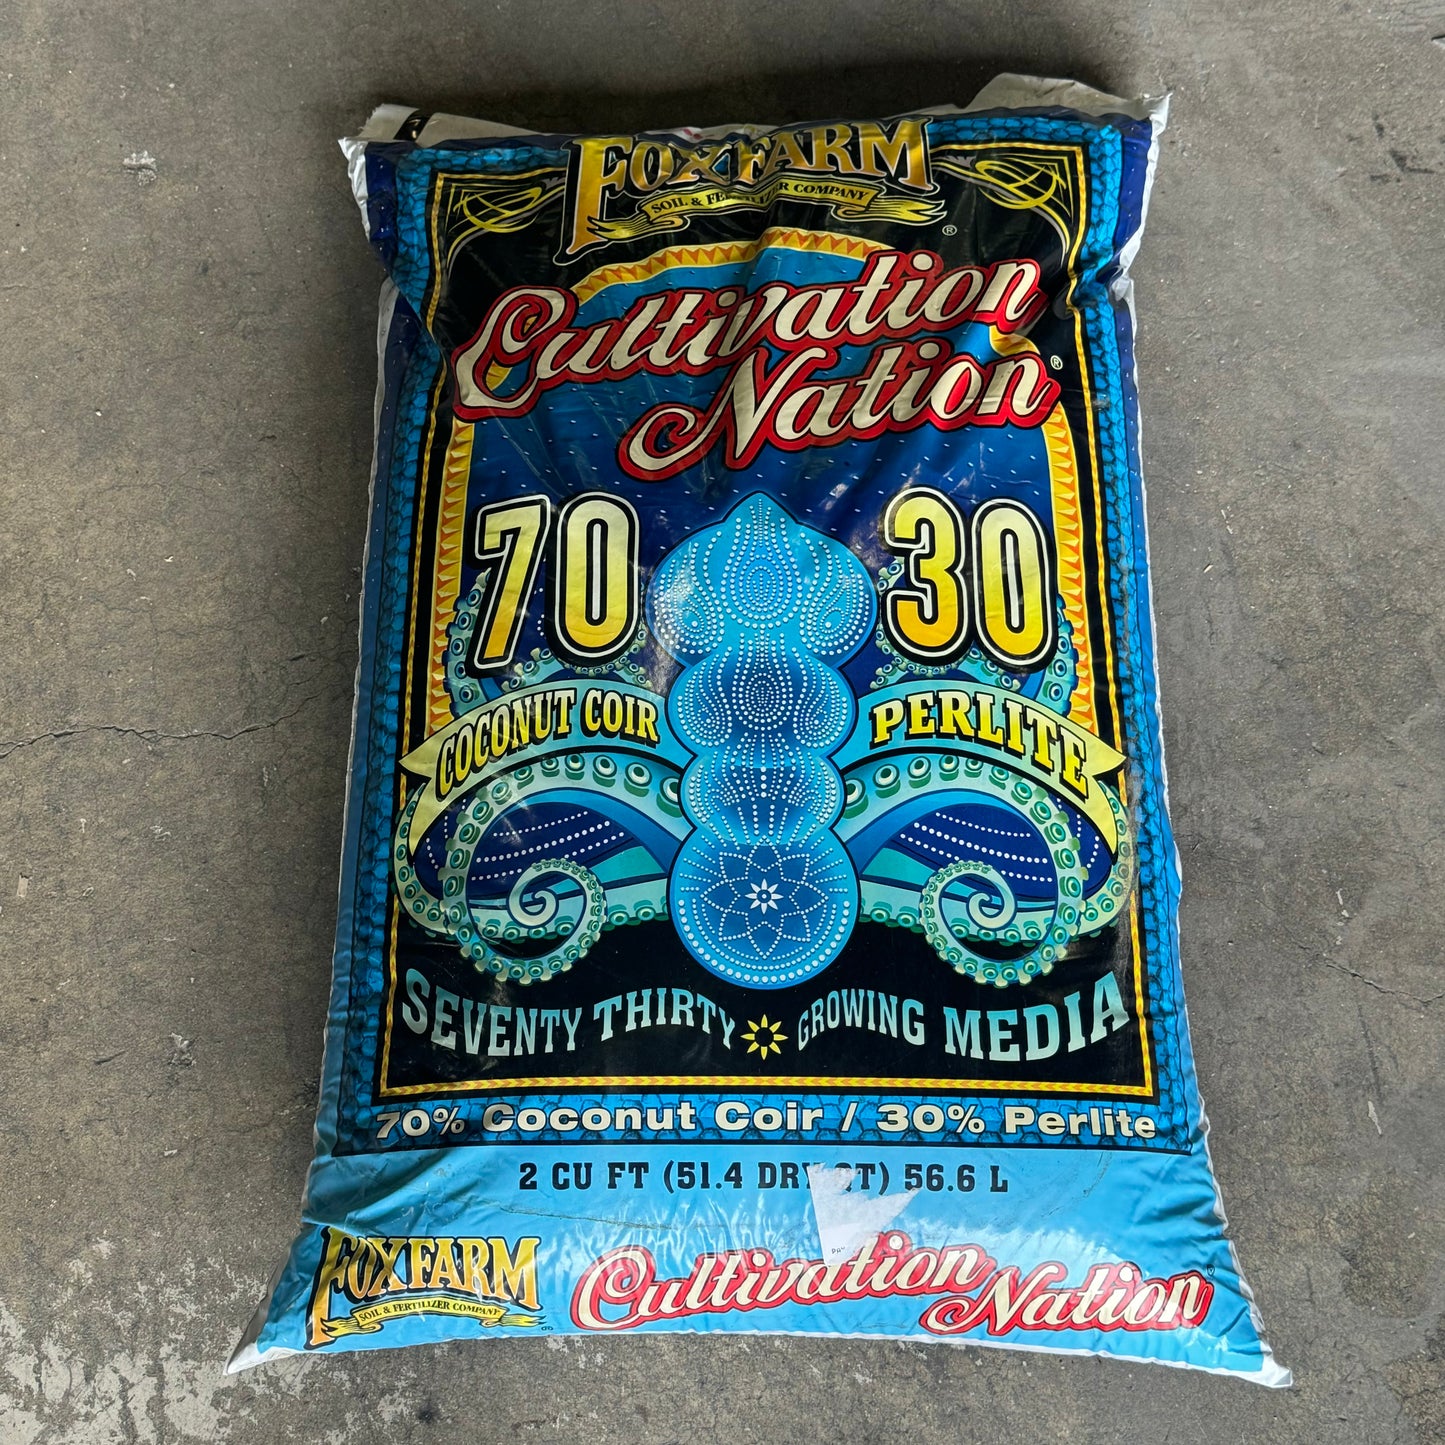 FOXFARM
SOIL & FERTILIZER COMPANY
®
Cultivation
Nation
®
70 30
COCONUT COIR PERLITE
SEVENTY THIRTY GROWING MEDIA
70% Coconut Coir / 30% Perlite
2 CU FT (51.4 DRY QT) 56.6 L
FOXFARM
SOIL & FERTILIZER COMPANY
Cultivation Nation